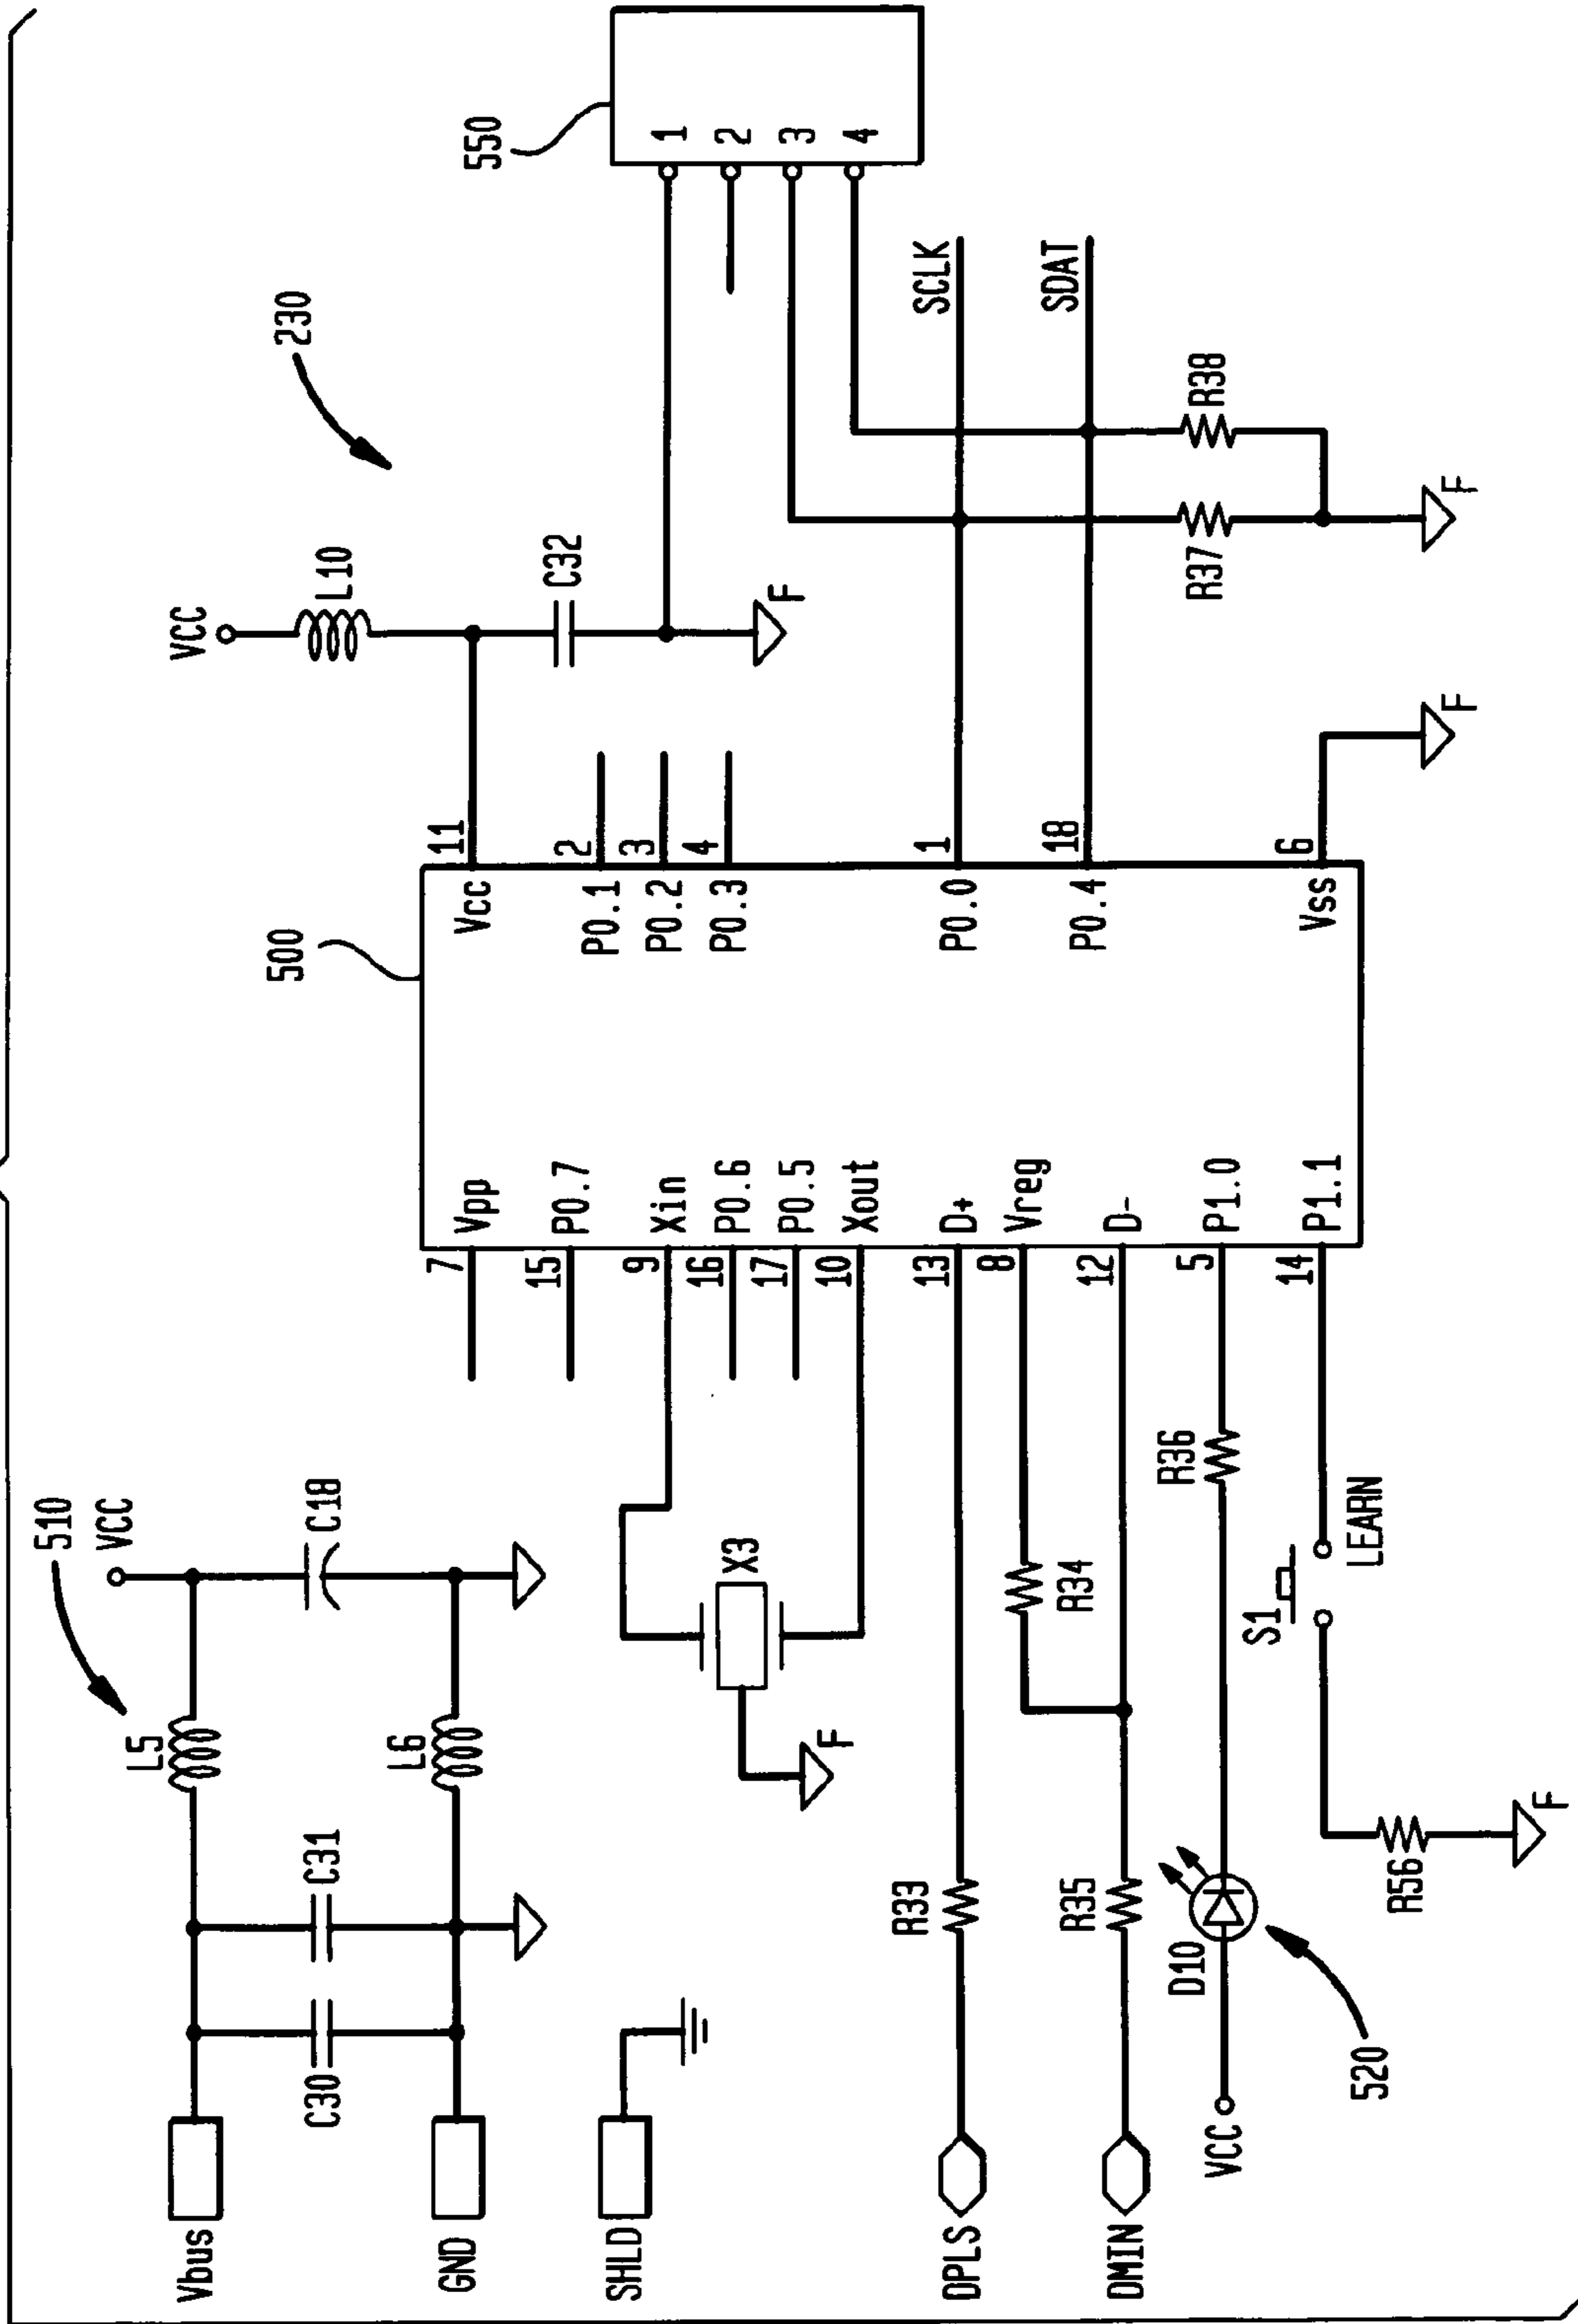 510
VCC
Vbus
L5
C30
C31
C18
GND
L6
SHLD
X3
F
DPLS
R33
R34
DMIN
R35
VCC
D10
R36
520
S1
LEARN
R56
F
500
7
Vpp
15
P0.7
9
Xin
16
P0.6
17
P0.5
10
Xout
13
D+
8
Vreg
12
D-
5
P1.0
14
P1.1
Vcc
11
P0.1
2
P0.2
3
P0.3
4
P0.0
1
P0.4
18
Vss
6
F
VCC
L10
C32
F
230
SCLK
SDAT
R37
R38
F
550
1
2
3
4